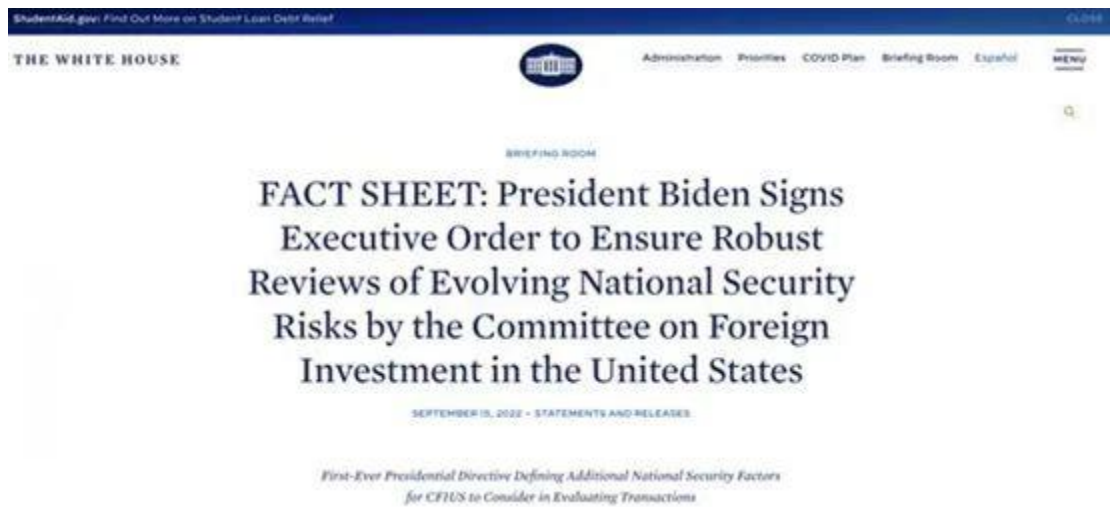 StudentAid.gov: Find Out More on Student Loan Debt Relief CLOSE
THE WHITE HOUSE Administration Priorities COVID Plan Briefing Room Español MENU
BRIEFING ROOM
FACT SHEET: President Biden Signs
Executive Order to Ensure Robust
Reviews of Evolving National Security
Risks by the Committee on Foreign
Investment in the United States
SEPTEMBER 15, 2022 • STATEMENTS AND RELEASES
First-Ever Presidential Directive Defining Additional National Security Factors
for CFIUS to Consider in Evaluating Transactions